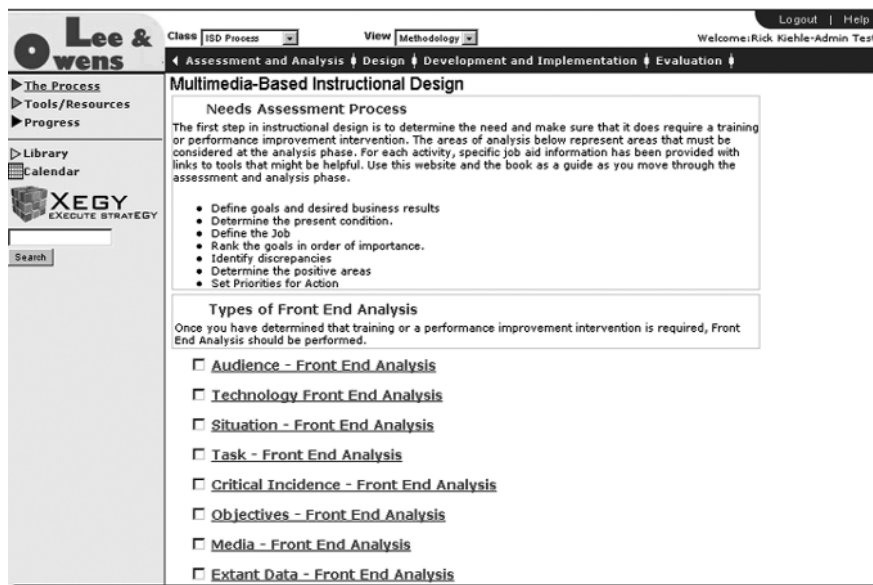 Logout | Help
Lee &
Owens
Class ISD Process View Methodology Welcome:Rick Kiehle-Admin Test
Assessment and Analysis Design Development and Implementation Evaluation
The Process
Tools/Resources
Progress
Library
Calendar
XEGY
EXECUTE STRATEGY
Search
Multimedia-Based Instructional Design
Needs Assessment Process
The first step in instructional design is to determine the need and make sure that it does require a training
or performance improvement intervention. The areas of analysis below represent areas that must be
considered at the analysis phase. For each activity, specific job aid information has been provided with
links to tools that might be helpful. Use this website and the book as a guide as you move through the
assessment and analysis phase.
• Define goals and desired business results
• Determine the present condition.
• Define the Job
• Rank the goals in order of importance.
• Identify discrepancies
• Determine the positive areas
• Set Priorities for Action
Types of Front End Analysis
Once you have determined that training or a performance improvement intervention is required, Front
End Analysis should be performed.
Audience - Front End Analysis
Technology Front End Analysis
Situation - Front End Analysis
Task - Front End Analysis
Critical Incidence - Front End Analysis
Objectives - Front End Analysis
Media - Front End Analysis
Extant Data - Front End Analysis